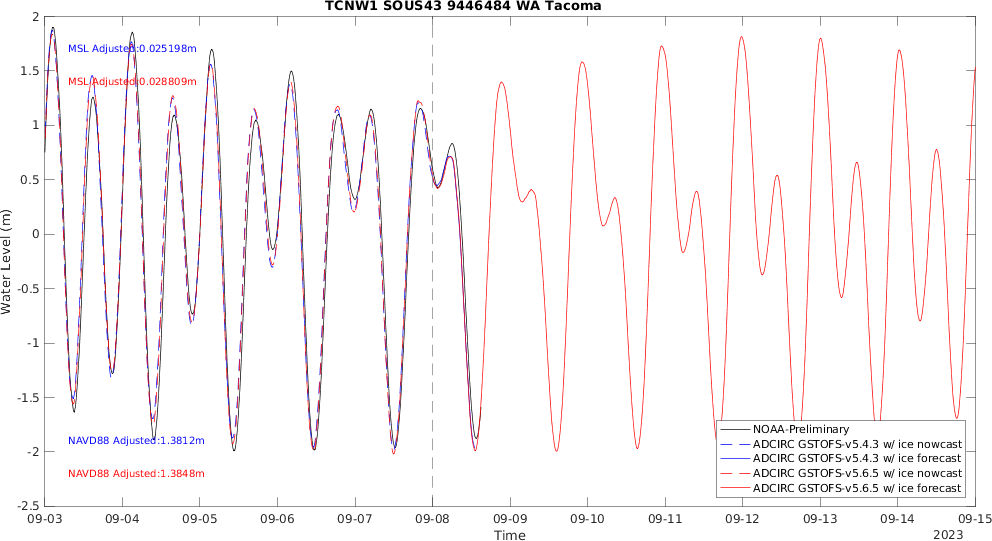 TCNW1 SOUS43 9446484 WA Tacoma
MSL Adjusted:0.025198m
MSL Adjusted:0.028809m
NAVD88 Adjusted:1.3812m
NAVD88 Adjusted:1.3848m
Water Level (m)
2
1.5
1
0.5
0
-0.5
-1
-1.5
-2
-2.5
NOAA-Preliminary
ADCIRC GSTOFS-v5.4.3 w/ ice nowcast
ADCIRC GSTOFS-v5.4.3 w/ ice forecast
ADCIRC GSTOFS-v5.6.5 w/ ice nowcast
ADCIRC GSTOFS-v5.6.5 w/ ice forecast
09-03 09-04 09-05 09-06 09-07 09-08 09-09 09-10 09-11 09-12 09-13 09-14 09-15
Time
2023